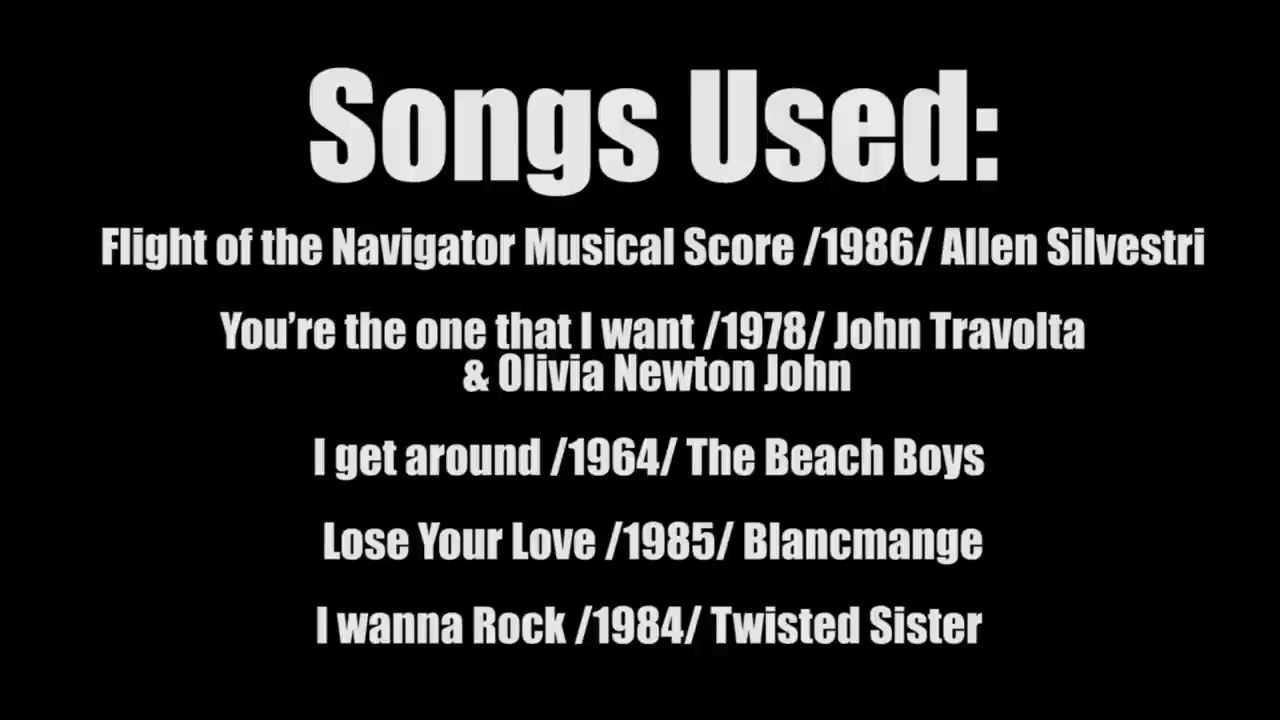 Songs Used:
Flight of the Navigator Musical Score /1986/ Allen Silvestri
You’re the one that I want /1978/ John Travolta
& Olivia Newton John
I get around /1964/ The Beach Boys
Lose Your Love /1985/ Blancmange
I wanna Rock /1984/ Twisted Sister